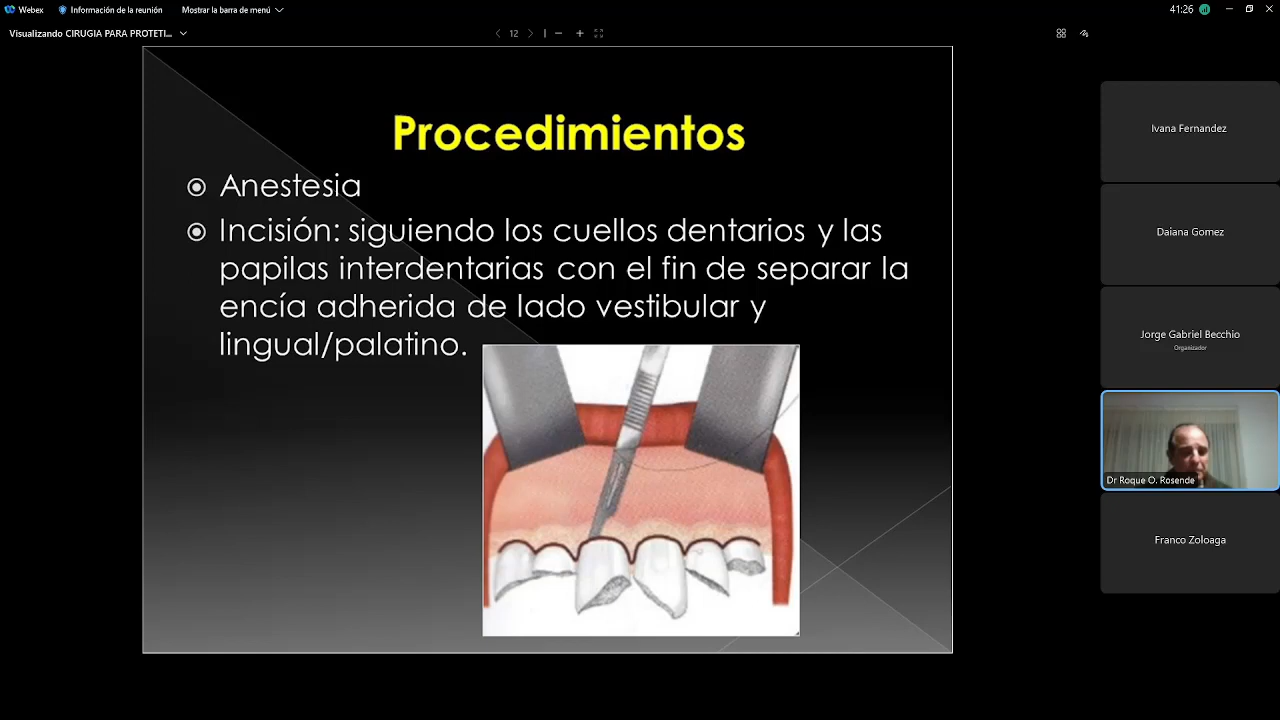 Webex
Información de la reunión
Mostrar la barra de menú
41:26
Visualizando CIRUGIA PARA PROTETI...
12
Procedimientos
Anestesia
Incisión: siguiendo los cuellos dentarios y las
papilas interdentarias con el fin de separar la
encía adherida de lado vestibular y
lingual/palatino.
Ivana Fernandez
Daiana Gomez
Jorge Gabriel Becchio
Organizador
Dr Roque O. Rosende
Franco Zoloaga